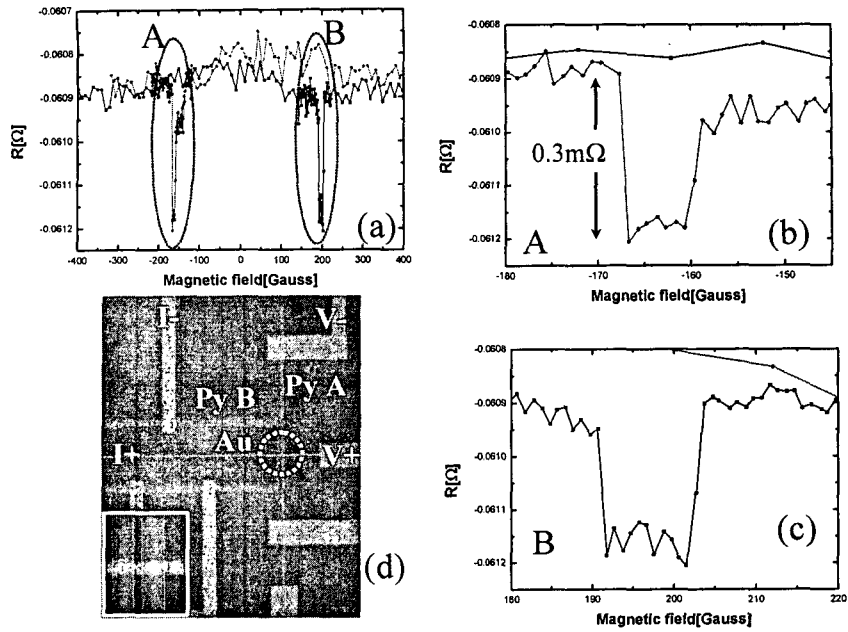 -0.0607
A
B
-0.0608
-0.0609
-0.0610
-0.0611
-0.0612
R[Ω]
(a)
-400 -300 -200 -100 0 100 200 300 400
Magnetic field[Gauss]
-0.0608
-0.0609
-0.0610
-0.0611
-0.0612
R[Ω]
0.3mΩ
A
(b)
-180 -170 -160 -150
Magnetic field[Gauss]
I-
V-
Py A
Py B
Au
I+
V+
(d)
-0.0608
-0.0609
-0.0610
-0.0611
-0.0612
R[Ω]
B
(c)
180 190 200 210 220
Magnetic field[Gauss]